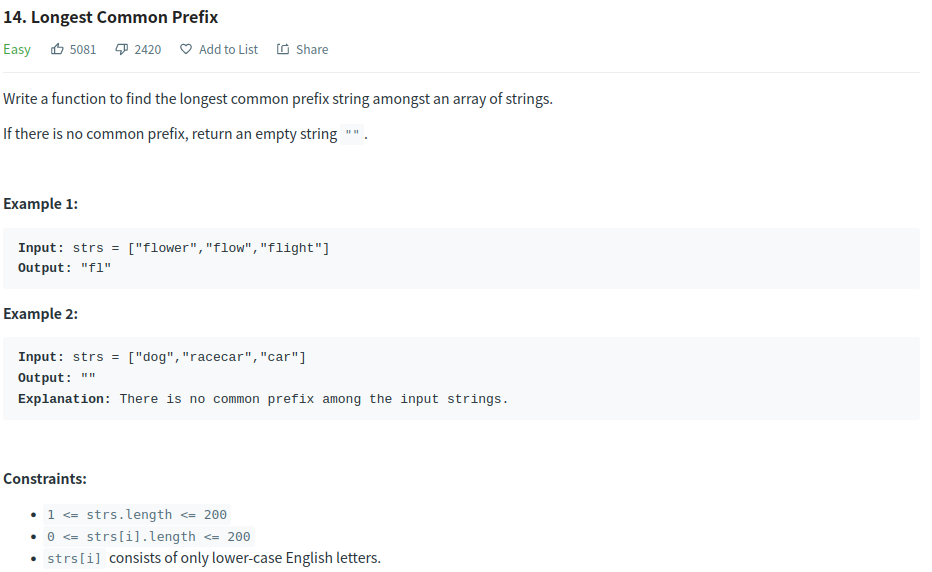 14. Longest Common Prefix
Easy 5081 2420 Add to List Share
Write a function to find the longest common prefix string amongst an array of strings.
If there is no common prefix, return an empty string "".
Example 1:
Input: strs = ["flower","flow","flight"]
Output: "fl"
Example 2:
Input: strs = ["dog","racecar","car"]
Output: ""
Explanation: There is no common prefix among the input strings.
Constraints:
1 <= strs.length <= 200
0 <= strs[i].length <= 200
strs[i] consists of only lower-case English letters.